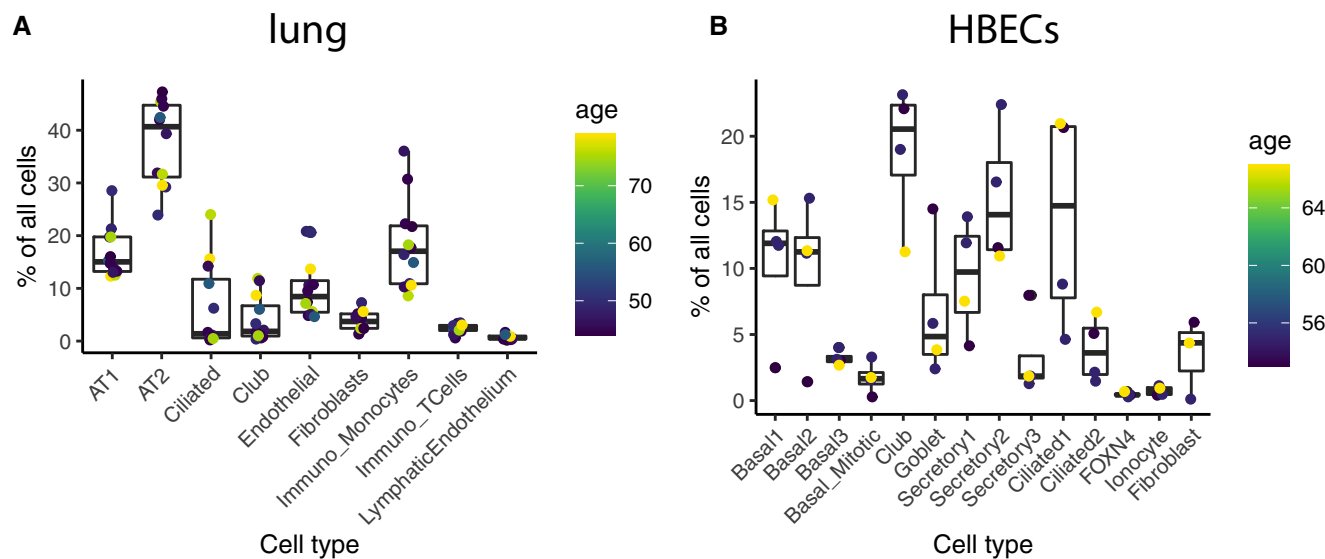 A
lung
% of all cells
40
30
20
10
0
AT1
AT2
Ciliated
Club
Endothelial
Fibroblasts
Immuno_Monocytes
Immuno_TCells
LymphaticEndothelium
Cell type
age
70
60
50
B
HBECs
% of all cells
20
15
10
5
0
Basal1
Basal2
Basal3
Basal_Mitotic
Club
Goblet
Secretory1
Secretory2
Secretory3
Ciliated1
Ciliated2
FOXN4
Ionocyte
Fibroblast
Cell type
age
64
60
56